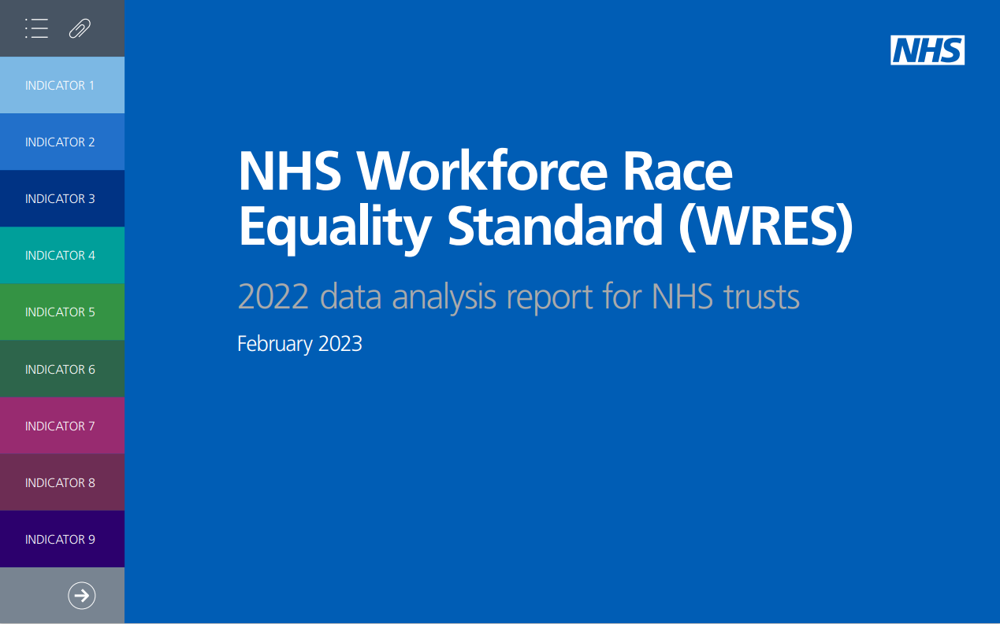 INDICATOR 1
INDICATOR 2
INDICATOR 3
INDICATOR 4
INDICATOR 5
INDICATOR 6
INDICATOR 7
INDICATOR 8
INDICATOR 9
NHS
NHS Workforce Race
Equality Standard (WRES)
2022 data analysis report for NHS trusts
February 2023